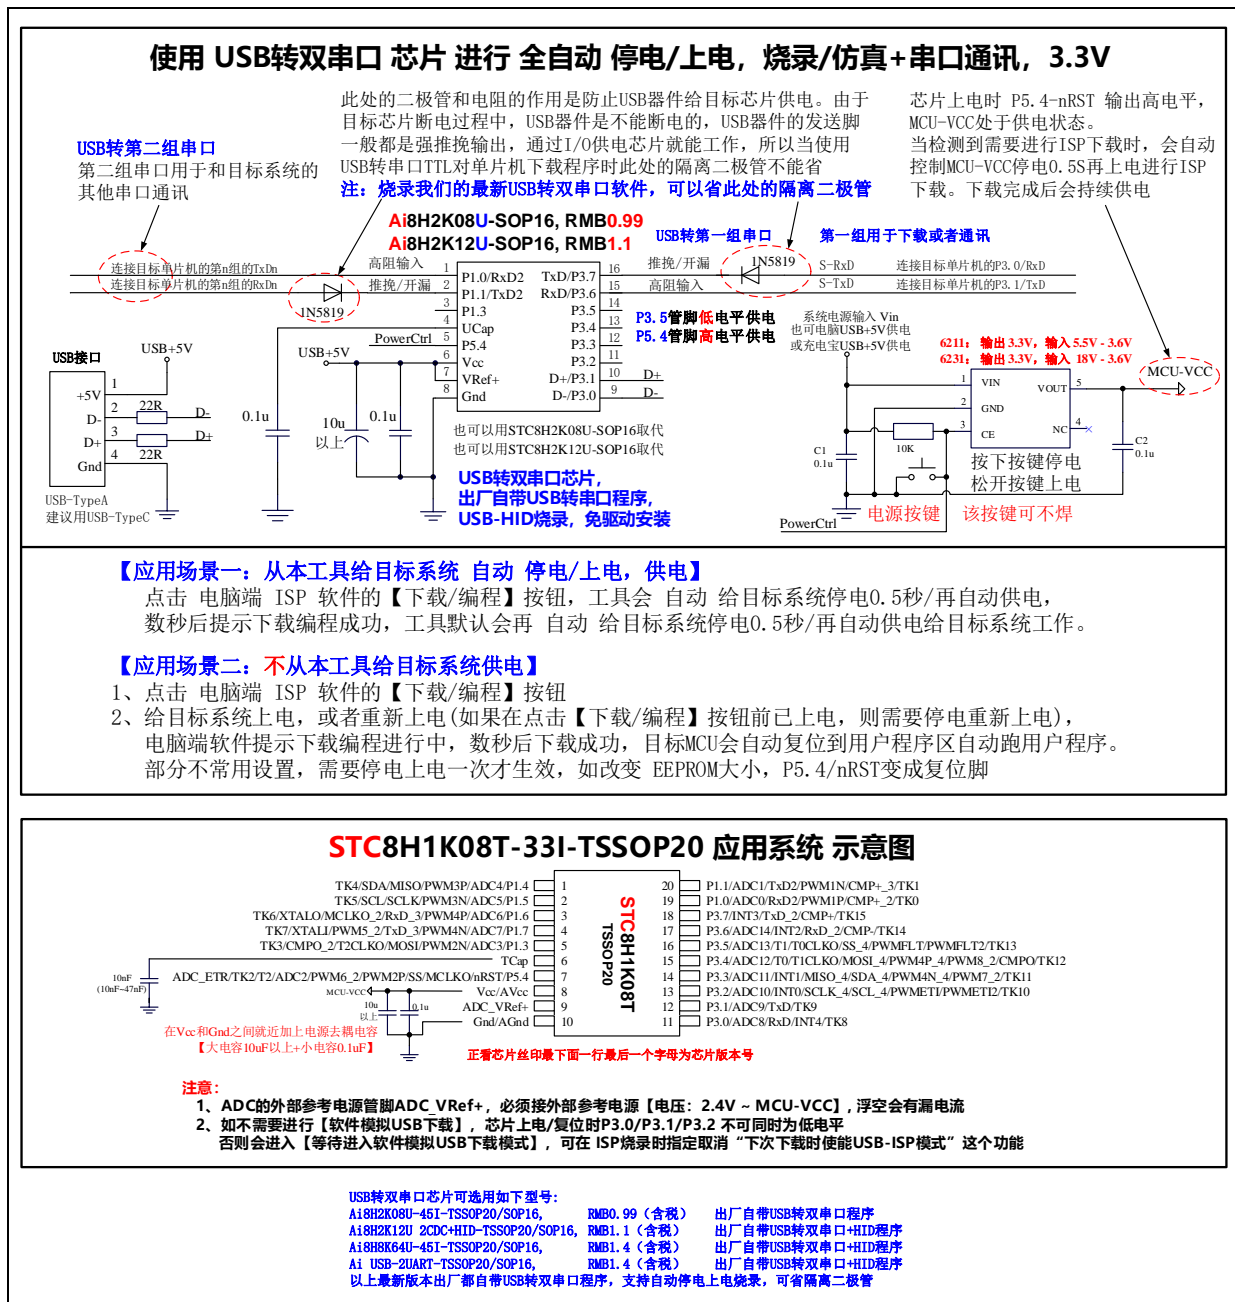 使用 USB转双串口 芯片 进行 全自动 停电/上电，烧录/仿真+串口通讯，3.3V
此处的二极管和电阻的作用是防止USB器件给目标芯片供电。由于
目标芯片断电过程中，USB器件是不能断电的，USB器件的发送脚
一般都是强推挽输出，通过I/O供电芯片就能工作，所以当使用
USB转串口TTL对单片机下载程序时此处的隔离二极管不能省
注：烧录我们的最新USB转双串口软件，可以省此处的隔离二极管
芯片上电时 P5.4-nRST 输出高电平，
MCU-VCC处于供电状态。
当检测到需要进行ISP下载时，会自动
控制MCU-VCC停电0.5S再上电进行ISP
下载。下载完成后会持续供电
USB转第二组串口
第二组串口用于和目标系统的
其他串口通讯
Ai8H2K08U-SOP16, RMB0.99
Ai8H2K12U-SOP16, RMB1.1
USB转第一组串口
第一组用于下载或者通讯
连接目标单片机的第n组的TxDn
连接目标单片机的第n组的RxDn
1N5819
高阻输入
推挽/开漏
1 P1.0/RxD2
2 P1.1/TxD2
3 P1.3
4 UCap
PowerCtrl 5 P5.4
6 Vcc
7 VRef+
8 Gnd
TxD/P3.7 16
RxD/P3.6 15
P3.5 14
P3.4 13
P3.3 12
P3.2 11
D+/P3.1 10 D+
D-/P3.0 9 D-
推挽/开漏
高阻输入
1N5819
S-RxD 连接目标单片机的P3.0/RxD
S-TxD 连接目标单片机的P3.1/TxD
P3.5管脚低电平供电
P5.4管脚高电平供电
系统电源输入 Vin
也可电脑USB+5V供电
或充电宝USB+5V供电
6211： 输出3.3V，输入5.5V - 3.6V
6231： 输出3.3V，输入 18V - 3.6V
MCU-VCC
USB接口
USB+5V
+5V 1
D- 2 22R D-
D+ 3 22R D+
Gnd 4
USB-TypeA
建议用USB-TypeC
USB+5V
0.1u
10u
以上
0.1u
也可以用STC8H2K08U-SOP16取代
也可以用STC8H2K12U-SOP16取代
USB转双串口芯片，
出厂自带USB转串口程序，
USB-HID烧录，免驱动安装
1 VIN
2 GND
3 CE
VOUT 5
NC 4
C1
0.1u
10K
C2
0.1u
按下按键停电
松开按键上电
电源按键 该按键可不焊
PowerCtrl
【应用场景一：从本工具给目标系统 自动 停电/上电，供电】
点击 电脑端 ISP 软件的【下载/编程】按钮，工具会 自动 给目标系统停电0.5秒/再自动供电，
数秒后提示下载编程成功，工具默认会再 自动 给目标系统停电0.5秒/再自动供电给目标系统工作。
【应用场景二：不从本工具给目标系统供电】
1、点击 电脑端 ISP 软件的【下载/编程】按钮
2、给目标系统上电，或者重新上电(如果在点击【下载/编程】按钮前已上电，则需要停电重新上电)，
电脑端软件提示下载编程进行中，数秒后下载成功，目标MCU会自动复位到用户程序区自动跑用户程序。
部分不常用设置，需要停电上电一次才生效，如改变 EEPROM大小，P5.4/nRST变成复位脚
STC8H1K08T-33I-TSSOP20 应用系统 示意图
TK4/SDA/MISO/PWM3P/ADC4/P1.4 1
TK5/SCL/SCLK/PWM3N/ADC5/P1.5 2
TK6/XTALO/MCLKO_2/RxD_3/PWM4P/ADC6/P1.6 3
TK7/XTALI/PWM5_2/TxD_3/PWM4N/ADC7/P1.7 4
TK3/CMPO_2/T2CLKO/MOSI/PWM2N/ADC3/P1.3 5
TCap 6
ADC_ETR/TK2/T2/ADC2/PWM6_2/PWM2P/SS/MCLKO/nRST/P5.4 7
Vcc/AVcc 8
ADC_VRef+ 9
Gnd/AGnd 10
STC8H1K08T
TSSOP20
20 P1.1/ADC1/TxD2/PWM1N/CMP+_3/TK1
19 P1.0/ADC0/RxD2/PWM1P/CMP+_2/TK0
18 P3.7/INT3/TxD_2/CMP+/TK15
17 P3.6/ADC14/INT2/RxD_2/CMP-/TK14
16 P3.5/ADC13/T1/T0CLKO/SS_4/PWMFLT/PWMFLT2/TK13
15 P3.4/ADC12/T0/T1CLKO/MOSI_4/PWM4P_4/PWM8_2/CMPO/TK12
14 P3.3/ADC11/INT1/MISO_4/SDA_4/PWM4N_4/PWM7_2/TK11
13 P3.2/ADC10/INT0/SCLK_4/SCL_4/PWMETI/PWMETI2/TK10
12 P3.1/ADC9/TxD/TK9
11 P3.0/ADC8/RxD/INT4/TK8
10nF
(10nF~47nF)
MCU-VCC
10u
以上
0.1u
在Vcc和Gnd之间就近加上电源去耦电容
【大电容10uF以上+小电容0.1uF】
正看芯片丝印最下面一行最后一个字母为芯片版本号
注意：
1、ADC的外部参考电源管脚ADC_VRef+，必须接外部参考电源【电压：2.4V ~ MCU-VCC】, 浮空会有漏电流
2、如不需要进行【软件模拟USB下载】，芯片上电/复位时P3.0/P3.1/P3.2 不可同时为低电平
否则会进入【等待进入软件模拟USB下载模式】，可在 ISP烧录时指定取消 “下次下载时使能USB-ISP模式” 这个功能
USB转双串口芯片可选用如下型号：
Ai8H2K08U-45I-TSSOP20/SOP16, RMB0.99（含税） 出厂自带USB转双串口程序
Ai8H2K12U 2CDC+HID-TSSOP20/SOP16, RMB1.1（含税） 出厂自带USB转双串口+HID程序
Ai8H8K64U-45I-TSSOP20/SOP16, RMB1.4（含税） 出厂自带USB转双串口+HID程序
Ai USB-2UART-TSSOP20/SOP16, RMB1.4（含税） 出厂自带USB转双串口+HID程序
以上最新版本出厂都自带USB转双串口程序，支持自动停电上电烧录，可省隔离二极管